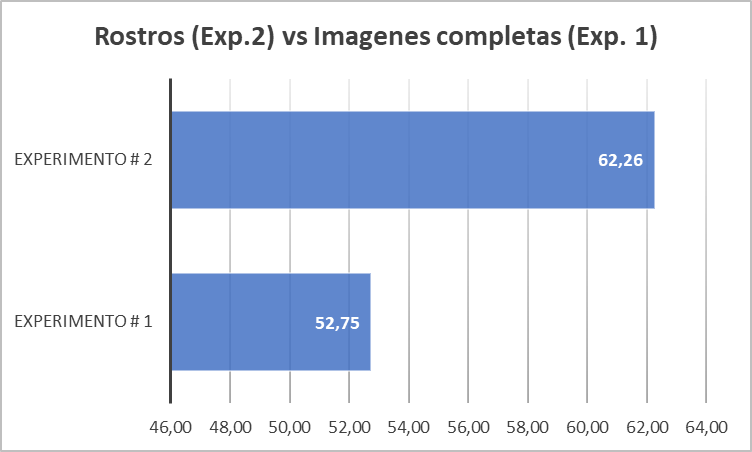 Rostros (Exp.2) vs Imagenes completas (Exp. 1)
EXPERIMENTO # 2
62,26
EXPERIMENTO # 1
52,75
46,00 48,00 50,00 52,00 54,00 56,00 58,00 60,00 62,00 64,00